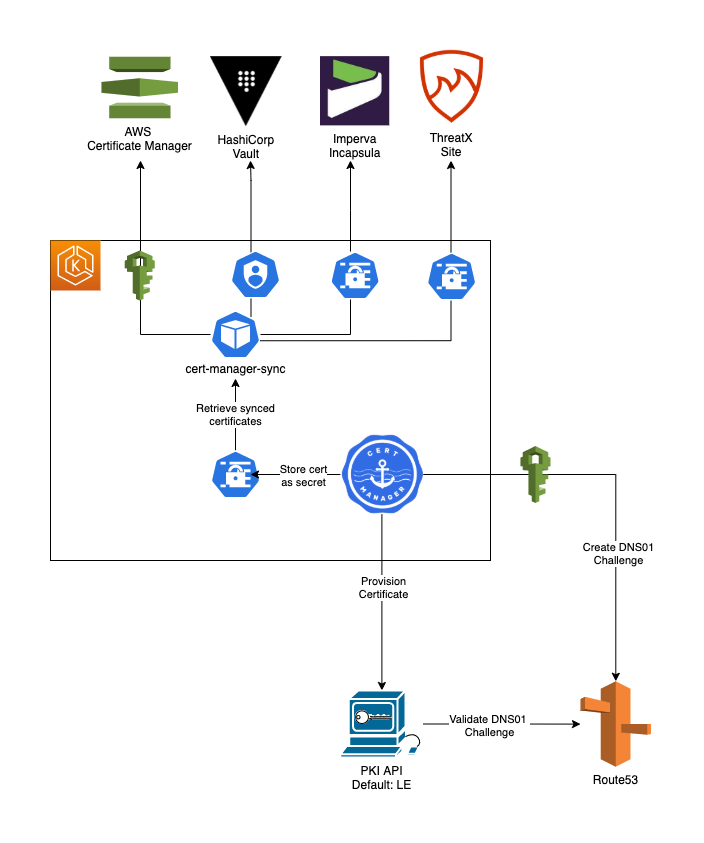 AWS
Certificate Manager
HashiCorp
Vault
Imperva
Incapsula
ThreatX
Site
K
cert-manager-sync
Retrieve synced
certificates
Store cert
as secret
CERT
MANAGER
Create DNS01
Challenge
Provision
Certificate
Validate DNS01
Challenge
PKI API
Default: LE
Route53